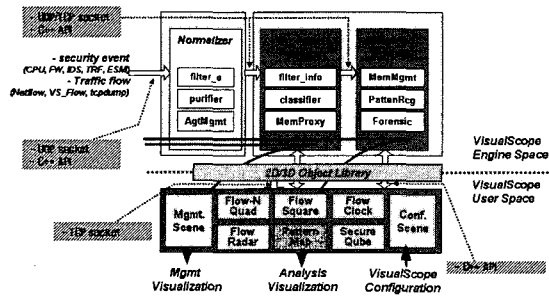 - UDP/TCP socket
- C++ API
Normalizer
- security event
(CPU, FW, IDS, TRF, ESM)
- Traffic flow
(Netflow, VS_Flow, tcpdump)
filter_e
purifier
AgtMgmt
filter_info
classifier
MemProxy
MemMgmt
PattenRcg
Forensic
- UDP socket
- C++ API
VisualScope
Engine Space
2D/3D Object Library
VisualScope
User Space
- TCP socket
Mgmt.
Scene
Flow-N
Quad
Flow
Square
Flow
Clock
Conf.
Scene
Flow
Radar
Pattern
Map
Secure
Qube
- C++ API
Mgmt
Visualization
Analysis
Visualization
VisualScope
Configuration